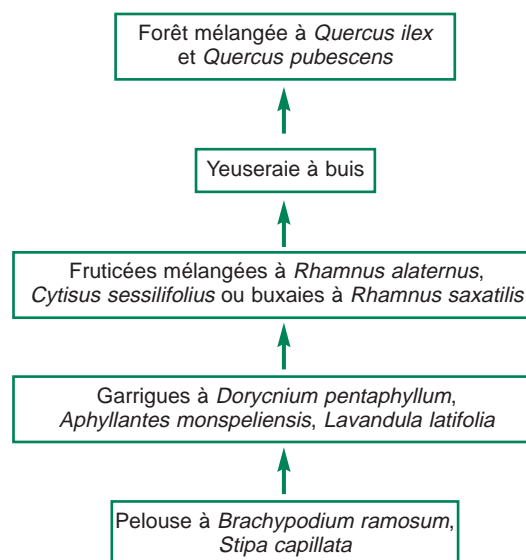 Forêt mélangée à Quercus ilex
et Quercus pubescens
Yeuseraie à buis
Fruticées mélangées à Rhamnus alaternus,
Cytisus sessilifolius ou buxaies à Rhamnus saxatilis
Garrigues à Dorycnium pentaphyllum,
Aphyllantes monspeliensis, Lavandula latifolia
Pelouse à Brachypodium ramosum,
Stipa capillata